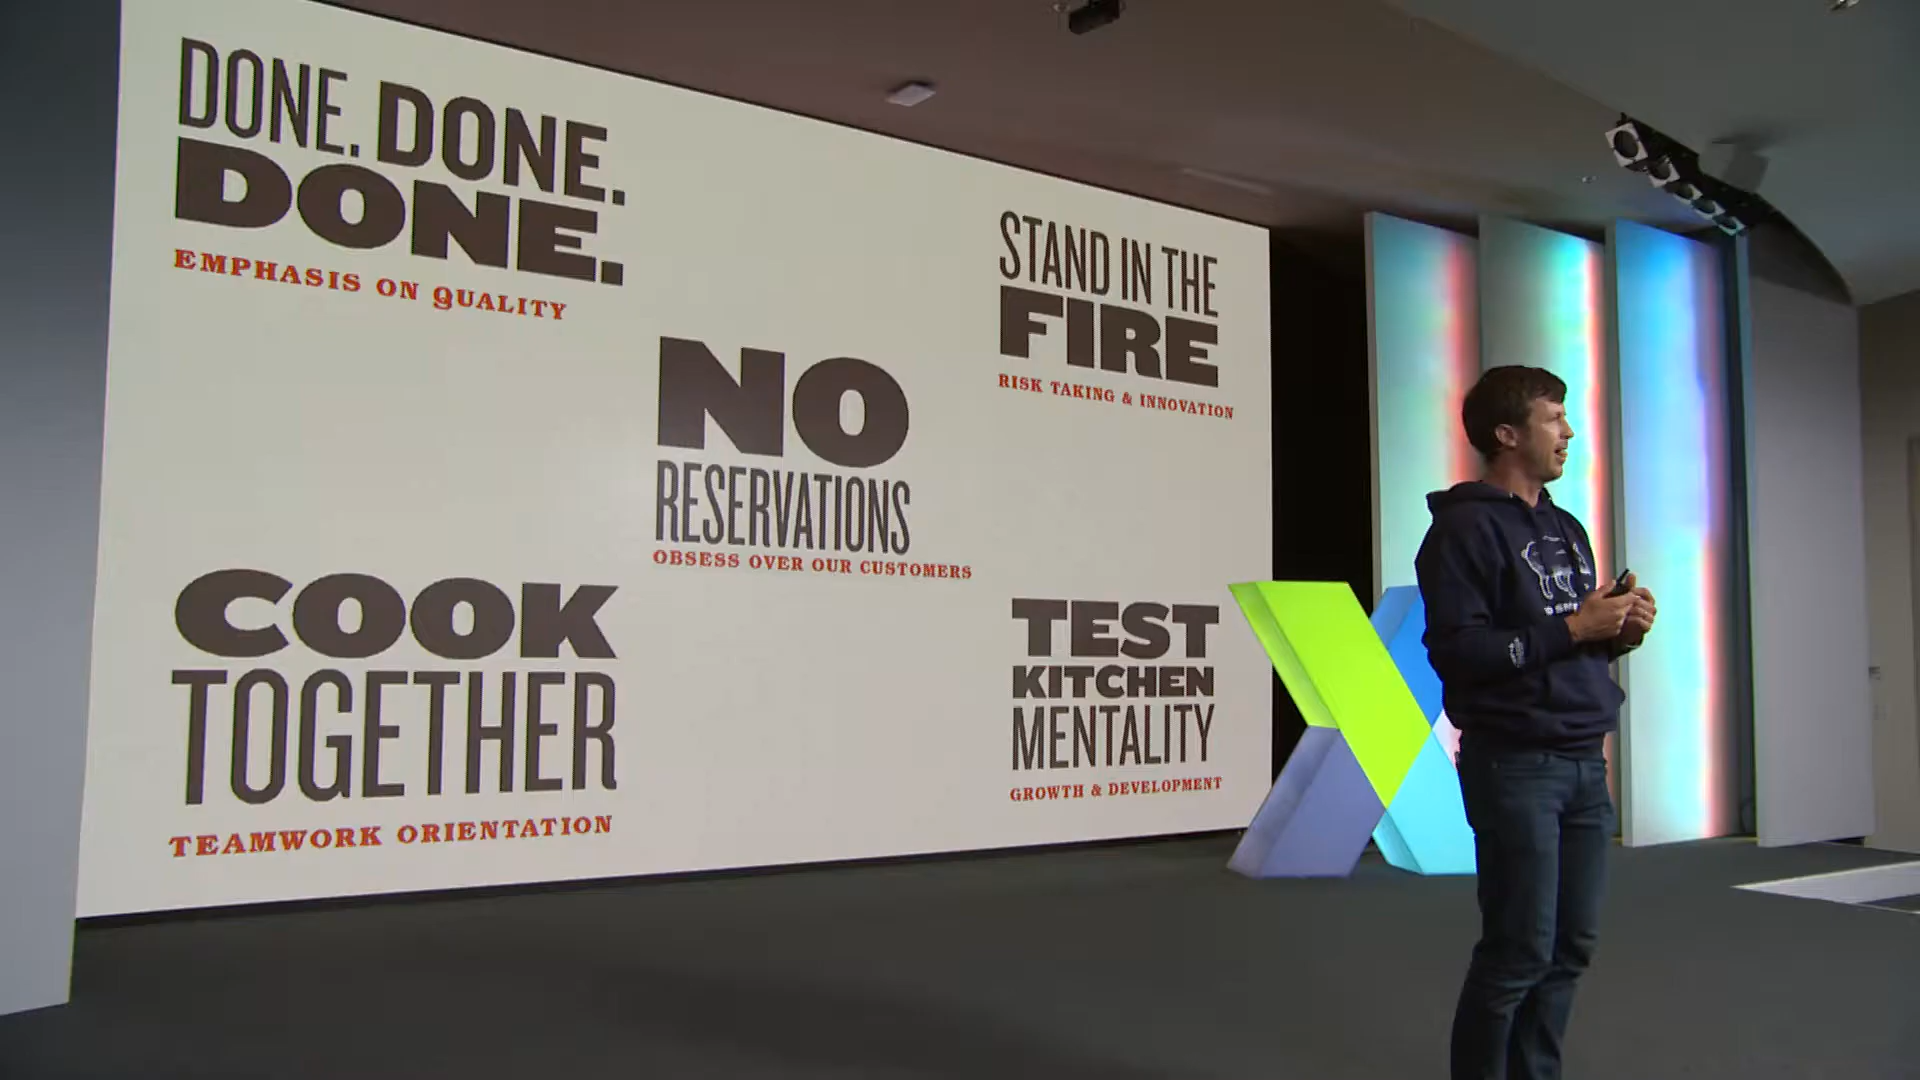 DONE. DONE.
DONE.
EMPHASIS ON QUALITY
STAND IN THE
FIRE
RISK TAKING & INNOVATION
NO
RESERVATIONS
OBSESS OVER OUR CUSTOMERS
COOK
TOGETHER
TEAMWORK ORIENTATION
TEST
KITCHEN
MENTALITY
GROWTH & DEVELOPMENT